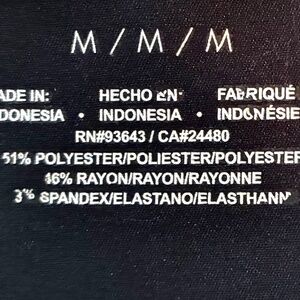 M / M / M
ADE IN: HECHO EN: FABRIQUÉ
DONESIA • INDONESIA • INDONÉSIE
RN#93643 / CA#24480
51% POLYESTER/POLIESTER/POLYESTER
46% RAYON/RAYON/RAYONNE
3% SPANDEX/ELASTANO/ELASTHANN